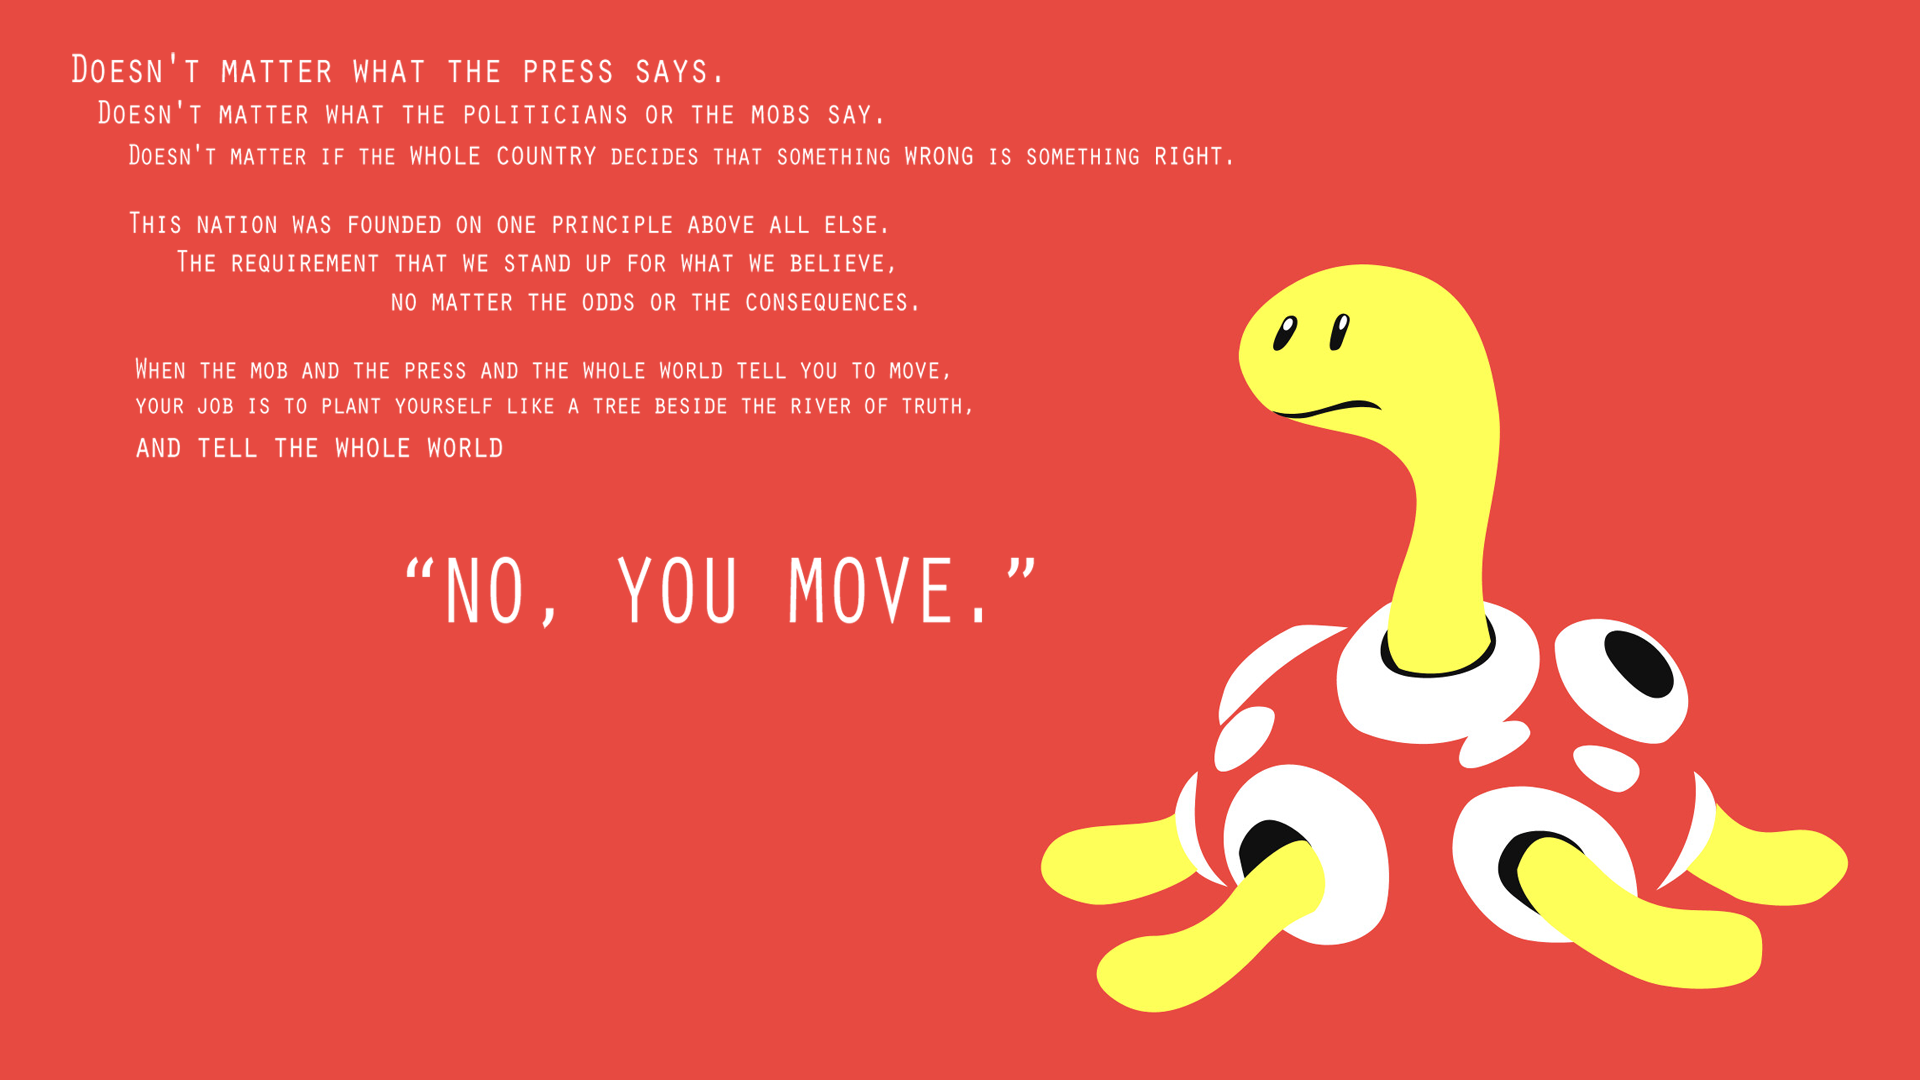 Doesn't matter what the press says.
Doesn't matter what the politicians or the mobs say.
Doesn't matter if the WHOLE COUNTRY decides that something WRONG is something RIGHT.
This nation was founded on one principle above all else.
The requirement that we stand up for what we believe,
no matter the odds or the consequences.
When the mob and the press and the whole world tell you to move,
your job is to plant yourself like a tree beside the river of truth,
and tell the whole world
“NO, YOU MOVE.”